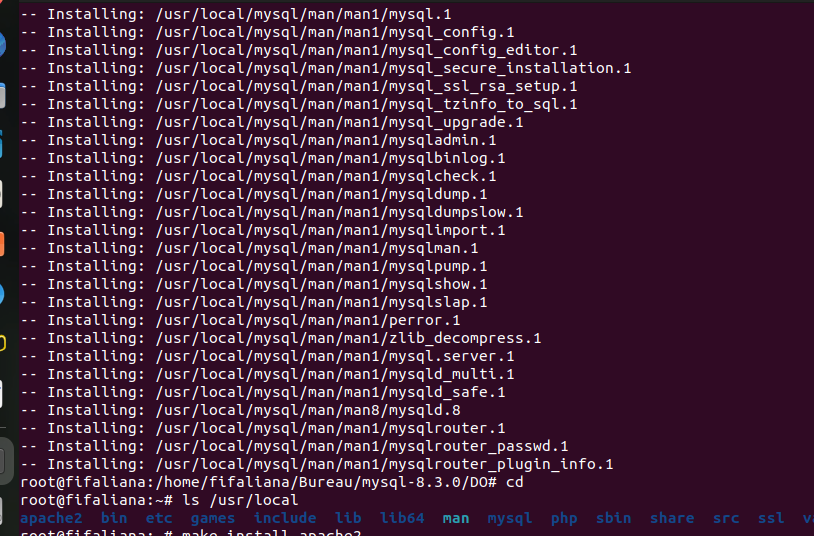 -- Installing: /usr/local/mysql/man/man1/mysql.1
-- Installing: /usr/local/mysql/man/man1/mysql_config.1
-- Installing: /usr/local/mysql/man/man1/mysql_config_editor.1
-- Installing: /usr/local/mysql/man/man1/mysql_secure_installation.1
-- Installing: /usr/local/mysql/man/man1/mysql_ssl_rsa_setup.1
-- Installing: /usr/local/mysql/man/man1/mysql_tzinfo_to_sql.1
-- Installing: /usr/local/mysql/man/man1/mysql_upgrade.1
-- Installing: /usr/local/mysql/man/man1/mysqladmin.1
-- Installing: /usr/local/mysql/man/man1/mysqlbinlog.1
-- Installing: /usr/local/mysql/man/man1/mysqlcheck.1
-- Installing: /usr/local/mysql/man/man1/mysqldump.1
-- Installing: /usr/local/mysql/man/man1/mysqldumpslow.1
-- Installing: /usr/local/mysql/man/man1/mysqlimport.1
-- Installing: /usr/local/mysql/man/man1/mysqlman.1
-- Installing: /usr/local/mysql/man/man1/mysqlpump.1
-- Installing: /usr/local/mysql/man/man1/mysqlshow.1
-- Installing: /usr/local/mysql/man/man1/mysqlslap.1
-- Installing: /usr/local/mysql/man/man1/perror.1
-- Installing: /usr/local/mysql/man/man1/zlib_decompress.1
-- Installing: /usr/local/mysql/man/man1/mysql.server.1
-- Installing: /usr/local/mysql/man/man1/mysqld_multi.1
-- Installing: /usr/local/mysql/man/man1/mysqld_safe.1
-- Installing: /usr/local/mysql/man/man8/mysqld.8
-- Installing: /usr/local/mysql/man/man1/mysqlrouter.1
-- Installing: /usr/local/mysql/man/man1/mysqlrouter_passwd.1
-- Installing: /usr/local/mysql/man/man1/mysqlrouter_plugin_info.1
root@fifaliana:/home/fifaliana/Bureau/mysql-8.3.0/DO# cd
root@fifaliana:~# ls /usr/local
apache2 bin etc games include lib lib64 man mysql php sbin share src ssl
root@fifaliana:~# make install apache2